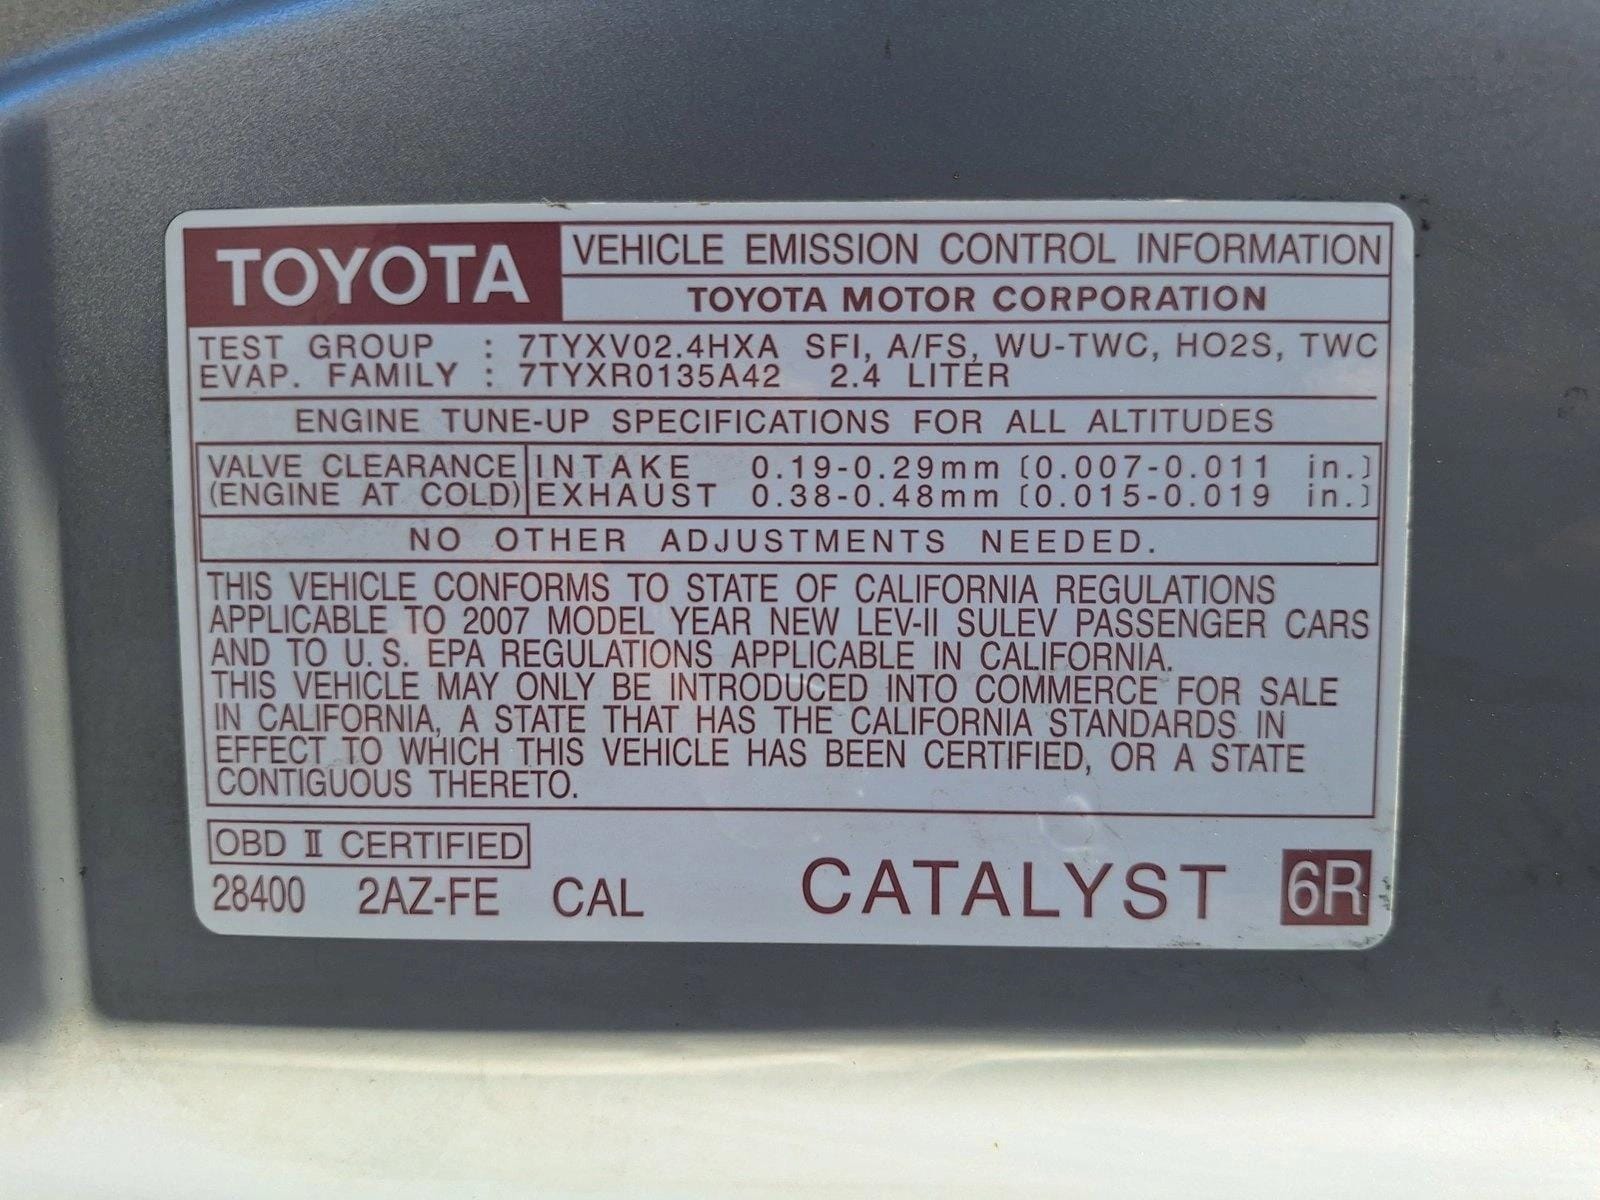 TOYOTA
VEHICLE EMISSION CONTROL INFORMATION
TOYOTA MOTOR CORPORATION
TEST GROUP : 7TYXV02.4HXA SFI, A/FS, WU-TWC, HO2S, TWC
EVAP. FAMILY : 7TYXR0135A42 2.4 LITER
ENGINE TUNE-UP SPECIFICATIONS FOR ALL ALTITUDES
VALVE CLEARANCE INTAKE 0.19-0.29mm (0.007-0.011 in.)
(ENGINE AT COLD) EXHAUST 0.38-0.48mm (0.015-0.019 in.)
NO OTHER ADJUSTMENTS NEEDED.
THIS VEHICLE CONFORMS TO STATE OF CALIFORNIA REGULATIONS
APPLICABLE TO 2007 MODEL YEAR NEW LEV-II SULEV PASSENGER CARS
AND TO U.S. EPA REGULATIONS APPLICABLE IN CALIFORNIA.
THIS VEHICLE MAY ONLY BE INTRODUCED INTO COMMERCE FOR SALE
IN CALIFORNIA, A STATE THAT HAS THE CALIFORNIA STANDARDS IN
EFFECT TO WHICH THIS VEHICLE HAS BEEN CERTIFIED, OR A STATE
CONTIGUOUS THERETO.
OBD II CERTIFIED
28400 2AZ-FE CAL CATALYST 6R